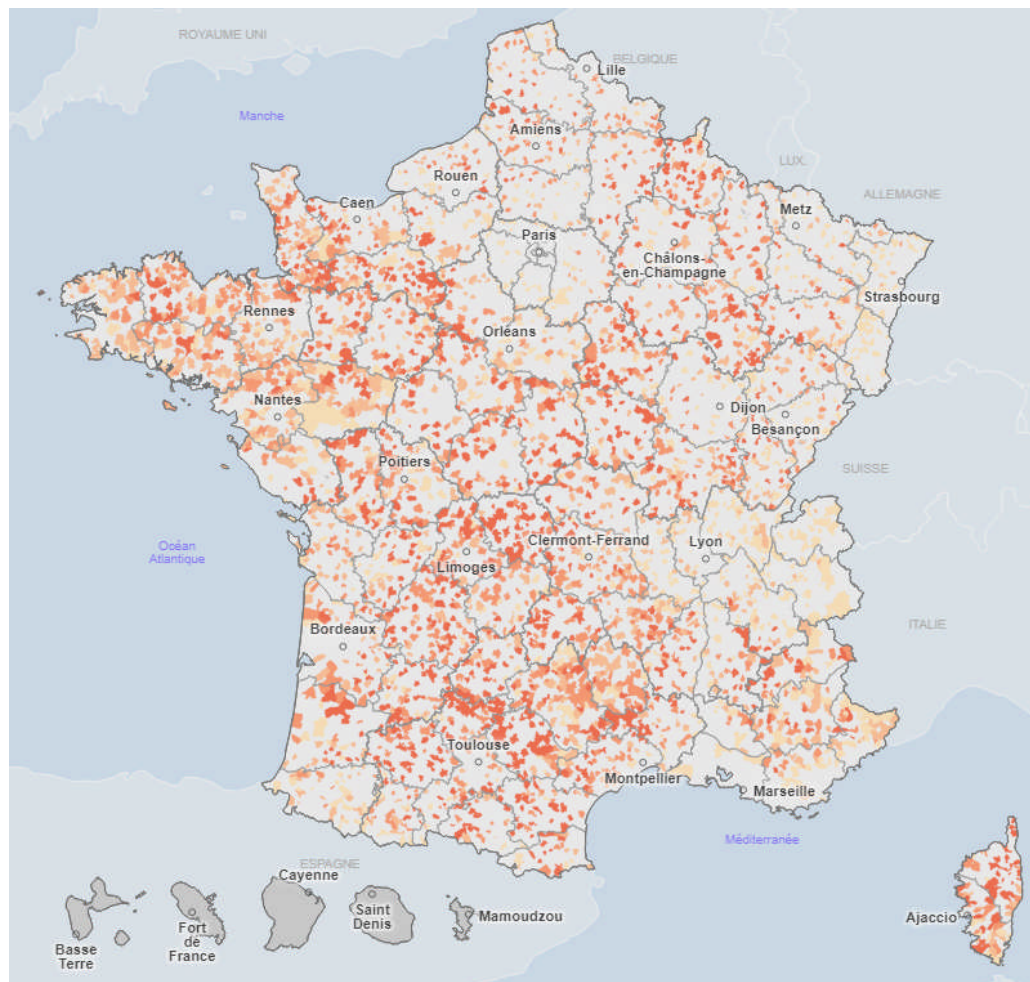 ROYAUME UNI
BELGIQUE
Lille
Manche
Amiens
LUX.
Rouen
ALLEMAGNE
Caen
Metz
Paris
Châlons-
en-Champagne
Strasbourg
Rennes
Orléans
Nantes
Dijon
Besançon
Poitiers
SUISSE
Océan
Atlantique
Clermont-Ferrand
Lyon
Limoges
ITALIE
Bordeaux
Toulouse
Montpellier
Marseille
Méditerranée
ESPAGNE
Cayenne
Saint
Denis
Mamoudzou
Ajaccio
Fort
de
France
Basse
Terre